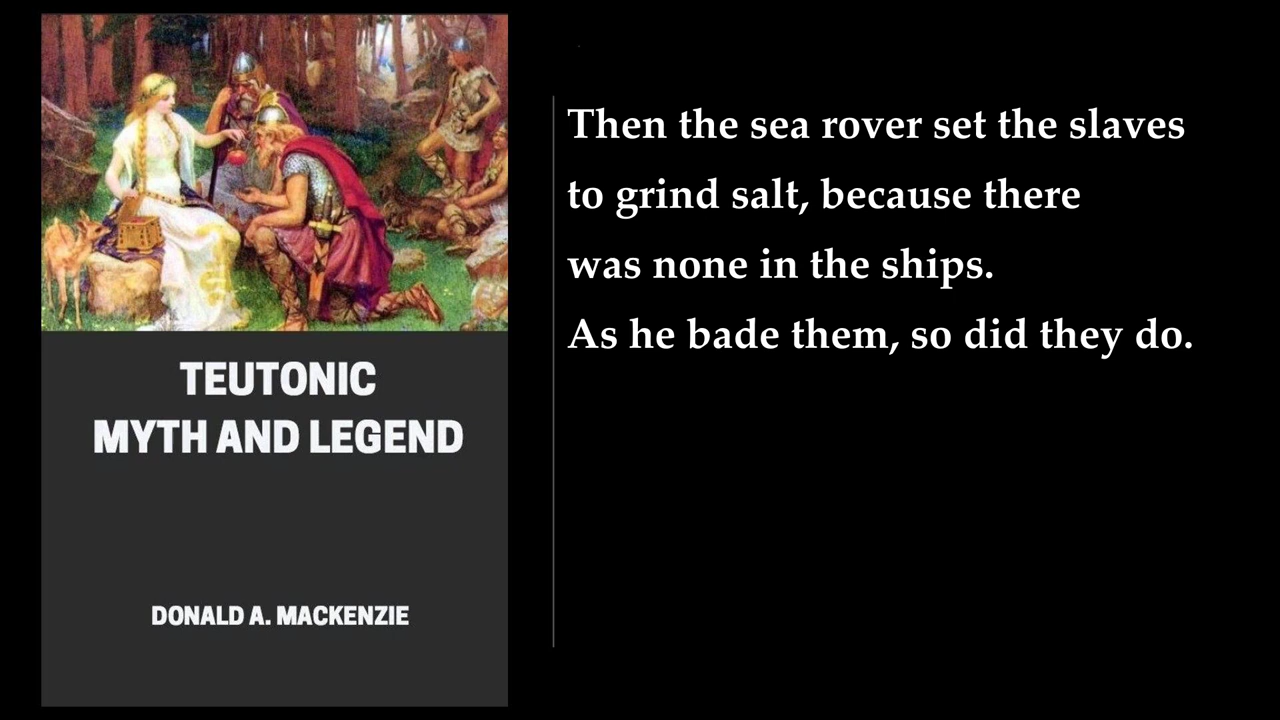 TEUTONIC
MYTH AND LEGEND
DONALD A. MACKENZIE
Then the sea rover set the slaves
to grind salt, because there
was none in the ships.
As he bade them, so did they do.